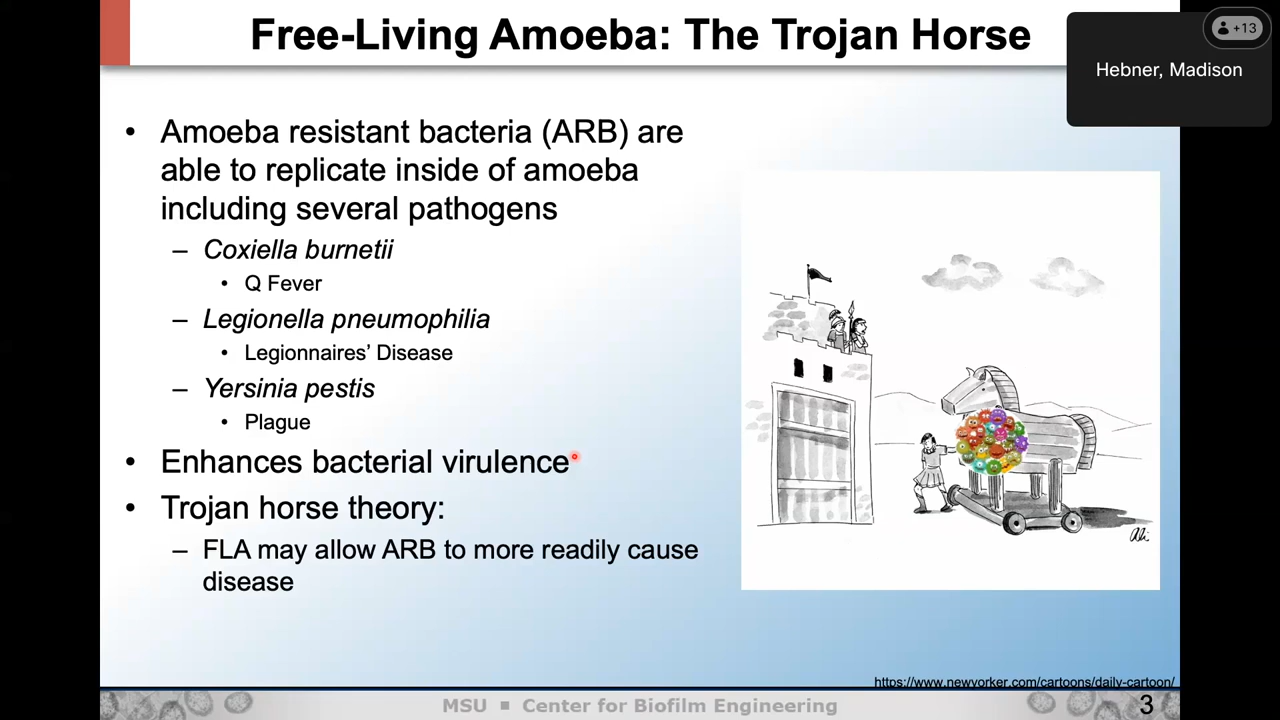 Free-Living Amoeba: The Trojan Horse
+13
Hebner, Madison
• Amoeba resistant bacteria (ARB) are
able to replicate inside of amoeba
including several pathogens
– Coxiella burnetii
• Q Fever
– Legionella pneumophilia
• Legionnaires’ Disease
– Yersinia pestis
• Plague
• Enhances bacterial virulence
• Trojan horse theory:
– FLA may allow ARB to more readily cause
disease
https://www.newyorker.com/cartoons/daily-cartoon/
MSU ▪ Center for Biofilm Engineering
3